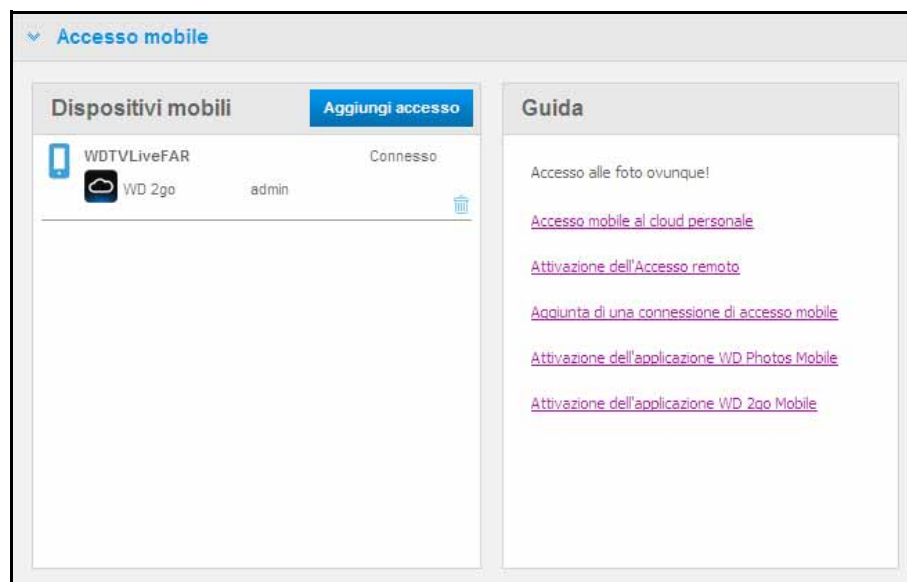 Accesso mobile
Dispositivi mobili
Aggiungi accesso
WDTVLiveFAR
Connesso
WD 2go
admin
Guida
Accesso alle foto ovunque!
Accesso mobile al cloud personale
Attivazione dell'Accesso remoto
Aggiunta di una connessione di accesso mobile
Attivazione dell'applicazione WD Photos Mobile
Attivazione dell'applicazione WD 2go Mobile